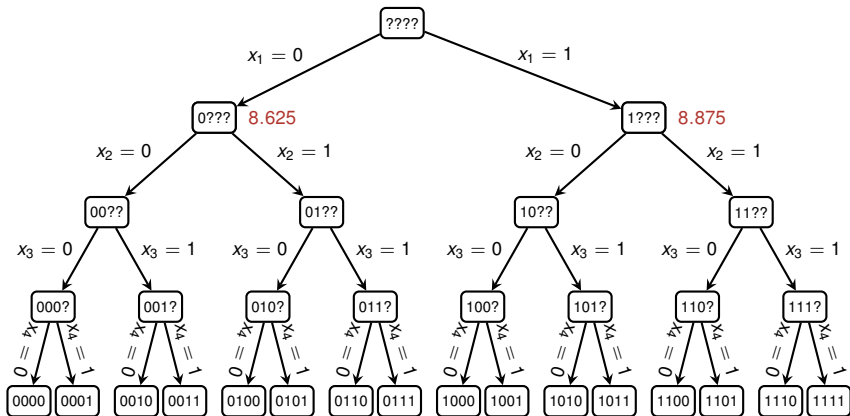 ????
x1 = 0
x1 = 1
0???
8.625
1???
8.875
x2 = 0
x2 = 1
x2 = 0
x2 = 1
00??
01??
10??
11??
x3 = 0
x3 = 1
x3 = 0
x3 = 1
x3 = 0
x3 = 1
x3 = 0
x3 = 1
000?
001?
010?
011?
100?
101?
110?
111?
x4 = 0
x4 = 1
x4 = 0
x4 = 1
x4 = 0
x4 = 1
x4 = 0
x4 = 1
x4 = 0
x4 = 1
x4 = 0
x4 = 1
x4 = 0
x4 = 1
x4 = 0
x4 = 1
0000
0001
0010
0011
0100
0101
0110
0111
1000
1001
1010
1011
1100
1101
1110
1111